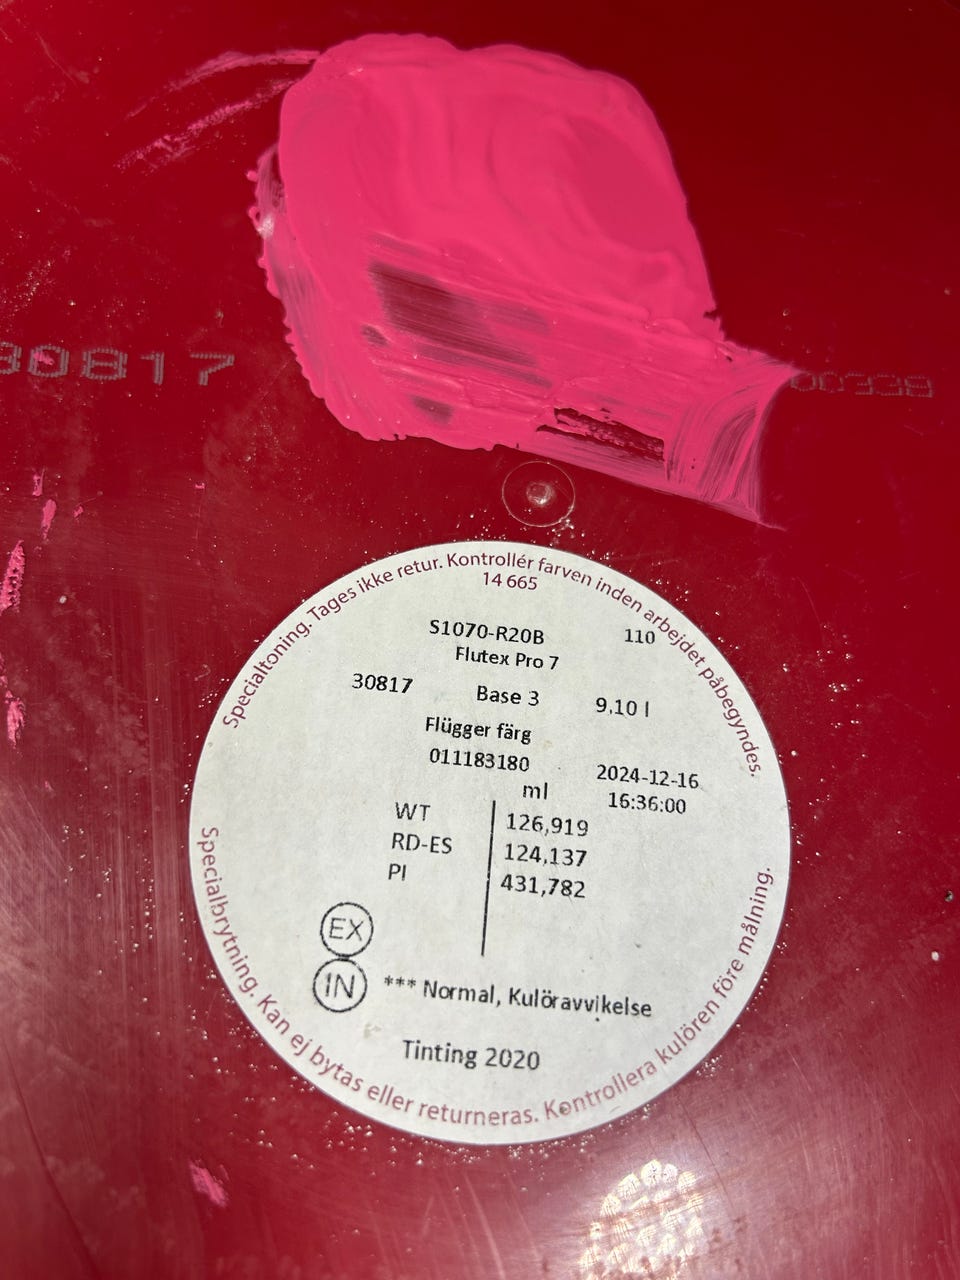 30817
00339
Specialtoning. Tages ikke retur. Kontrollér farven inden arbejdet påbegyndes.
14 665
S1070-R20B 110
Flutex Pro 7
30817 Base 3 9,10 l
Flügger färg
011183180 2024-12-16
ml 16:36:00
WT 126,919
RD-ES 124,137
PI 431,782
EX
IN *** Normal, Kulöravvikelse
Tinting 2020
Specialbrytning. Kan ej bytas eller returneras. Kontrollera kulören före målning.